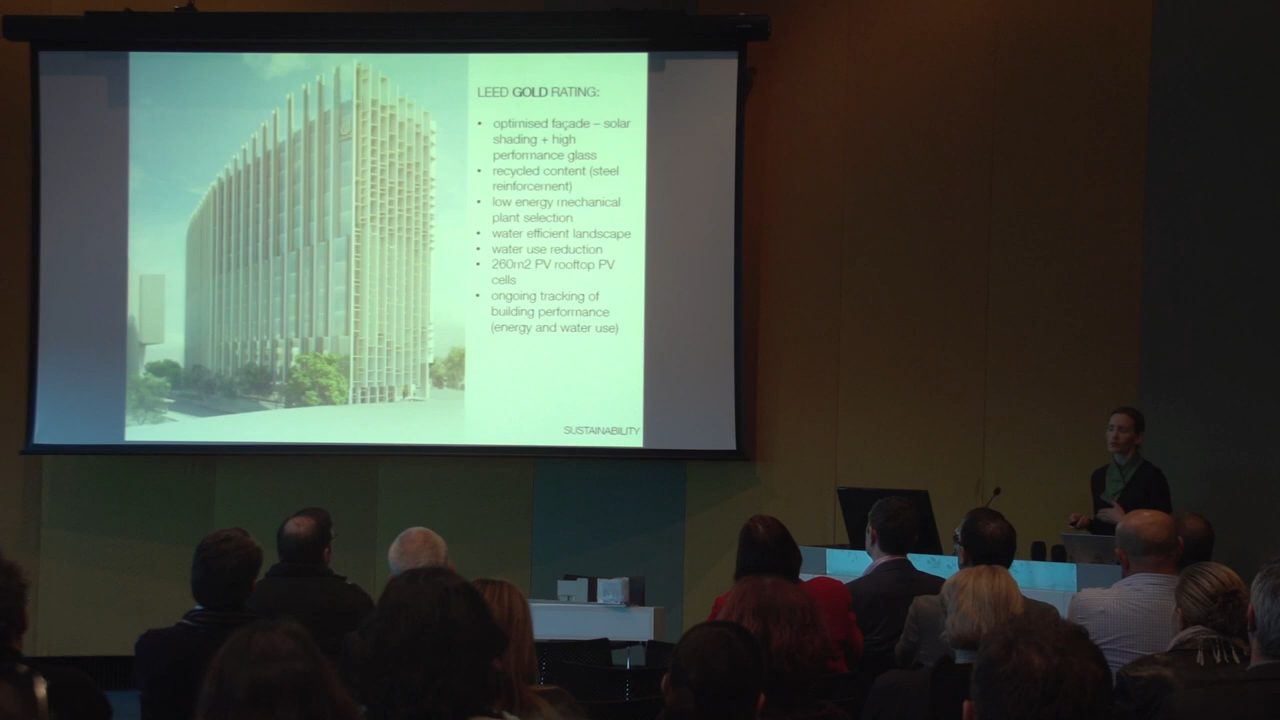 LEED GOLD RATING:
• optimised façade – solar
shading + high
performance glass
• recycled content (steel
reinforcement)
• low energy mechanical
plant selection
• water efficient landscape
• water use reduction
• 260m2 PV rooftop PV
cells
• ongoing tracking of
building performance
(energy and water use)
SUSTAINABILITY